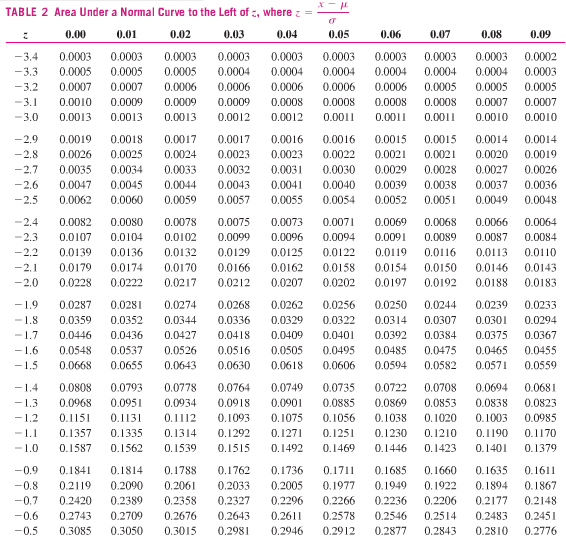 TABLE 2 Area Under a Normal Curve to the Left of z, where z = x − μ / σ
z 0.00 0.01 0.02 0.03 0.04 0.05 0.06 0.07 0.08 0.09
−3.4 0.0003 0.0003 0.0003 0.0003 0.0003 0.0003 0.0003 0.0003 0.0003 0.0002
−3.3 0.0005 0.0005 0.0005 0.0004 0.0004 0.0004 0.0004 0.0004 0.0004 0.0003
−3.2 0.0007 0.0007 0.0006 0.0006 0.0006 0.0006 0.0006 0.0005 0.0005 0.0005
−3.1 0.0010 0.0009 0.0009 0.0009 0.0008 0.0008 0.0008 0.0008 0.0007 0.0007
−3.0 0.0013 0.0013 0.0013 0.0012 0.0012 0.0011 0.0011 0.0011 0.0010 0.0010
−2.9 0.0019 0.0018 0.0017 0.0017 0.0016 0.0016 0.0015 0.0015 0.0014 0.0014
−2.8 0.0026 0.0025 0.0024 0.0023 0.0023 0.0022 0.0021 0.0021 0.0020 0.0019
−2.7 0.0035 0.0034 0.0033 0.0032 0.0031 0.0030 0.0029 0.0028 0.0027 0.0026
−2.6 0.0047 0.0045 0.0044 0.0043 0.0041 0.0040 0.0039 0.0038 0.0037 0.0036
−2.5 0.0062 0.0060 0.0059 0.0057 0.0055 0.0054 0.0052 0.0051 0.0049 0.0048
−2.4 0.0082 0.0080 0.0078 0.0075 0.0073 0.0071 0.0069 0.0068 0.0066 0.0064
−2.3 0.0107 0.0104 0.0102 0.0099 0.0096 0.0094 0.0091 0.0089 0.0087 0.0084
−2.2 0.0139 0.0136 0.0132 0.0129 0.0125 0.0122 0.0119 0.0116 0.0113 0.0110
−2.1 0.0179 0.0174 0.0170 0.0166 0.0162 0.0158 0.0154 0.0150 0.0146 0.0143
−2.0 0.0228 0.0222 0.0217 0.0212 0.0207 0.0202 0.0197 0.0192 0.0188 0.0183
−1.9 0.0287 0.0281 0.0274 0.0268 0.0262 0.0256 0.0250 0.0244 0.0239 0.0233
−1.8 0.0359 0.0352 0.0344 0.0336 0.0329 0.0322 0.0314 0.0307 0.0301 0.0294
−1.7 0.0446 0.0436 0.0427 0.0418 0.0409 0.0401 0.0392 0.0384 0.0375 0.0367
−1.6 0.0548 0.0537 0.0526 0.0516 0.0505 0.0495 0.0485 0.0475 0.0465 0.0455
−1.5 0.0668 0.0655 0.0643 0.0630 0.0618 0.0606 0.0594 0.0582 0.0571 0.0559
−1.4 0.0808 0.0793 0.0778 0.0764 0.0749 0.0735 0.0722 0.0708 0.0694 0.0681
−1.3 0.0968 0.0951 0.0934 0.0918 0.0901 0.0885 0.0869 0.0853 0.0838 0.0823
−1.2 0.1151 0.1131 0.1112 0.1093 0.1075 0.1056 0.1038 0.1020 0.1003 0.0985
−1.1 0.1357 0.1335 0.1314 0.1292 0.1271 0.1251 0.1230 0.1210 0.1190 0.1170
−1.0 0.1587 0.1562 0.1539 0.1515 0.1492 0.1469 0.1446 0.1423 0.1401 0.1379
−0.9 0.1841 0.1814 0.1788 0.1762 0.1736 0.1711 0.1685 0.1660 0.1635 0.1611
−0.8 0.2119 0.2090 0.2061 0.2033 0.2005 0.1977 0.1949 0.1922 0.1894 0.1867
−0.7 0.2420 0.2389 0.2358 0.2327 0.2296 0.2266 0.2236 0.2206 0.2177 0.2148
−0.6 0.2743 0.2709 0.2676 0.2643 0.2611 0.2578 0.2546 0.2514 0.2483 0.2451
−0.5 0.3085 0.3050 0.3015 0.2981 0.2946 0.2912 0.2877 0.2843 0.2810 0.2776